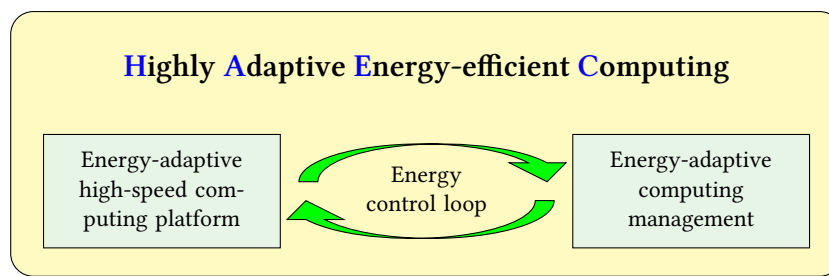 Highly Adaptive Energy-efficient Computing
Energy-adaptive
high-speed com-
puting platform
Energy
control loop
Energy-adaptive
computing
management